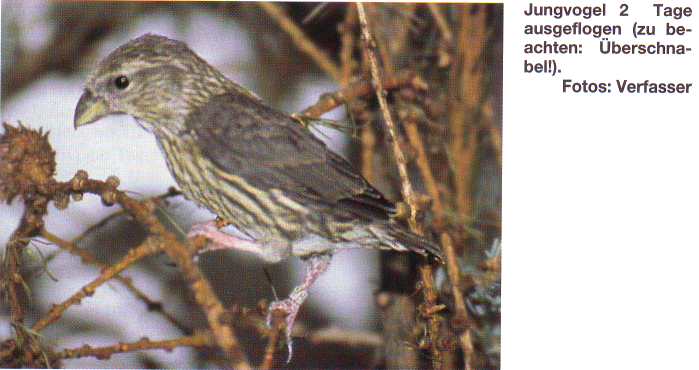 Jungvogel 2 Tage
ausgeflogen (zu be-
achten: Überschna-
bel!).
Fotos: Verfasser